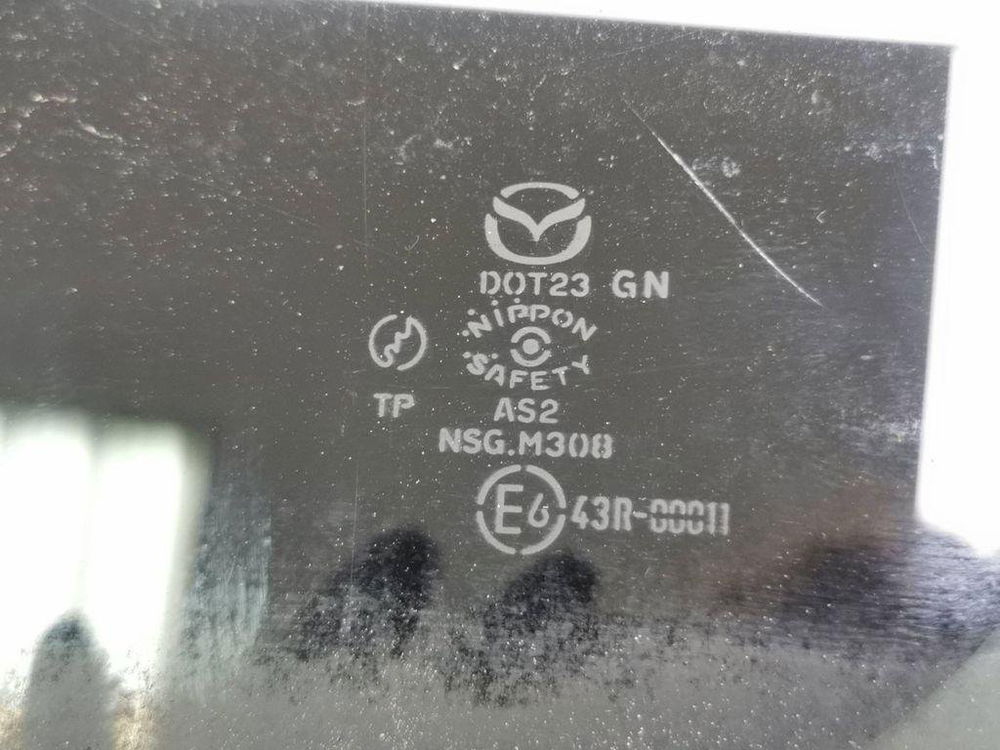 DOT23 GN
NIPPON
SAFETY
TP
AS2
NSG.M308
E6 43R-00011